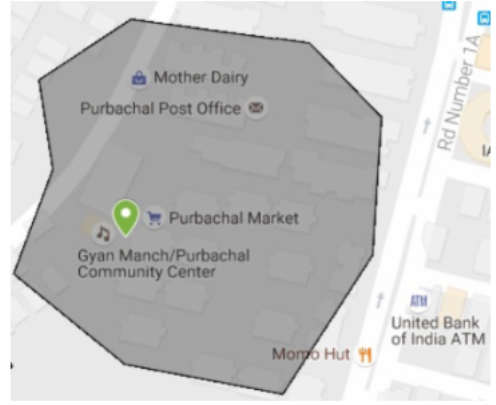 Mother Dairy
Purbachal Post Office
Rd Number 1A
Purbachal Market
Gyan Manch/Purbachal
Community Center
ATM
United Bank
of India ATM
Momo Hut